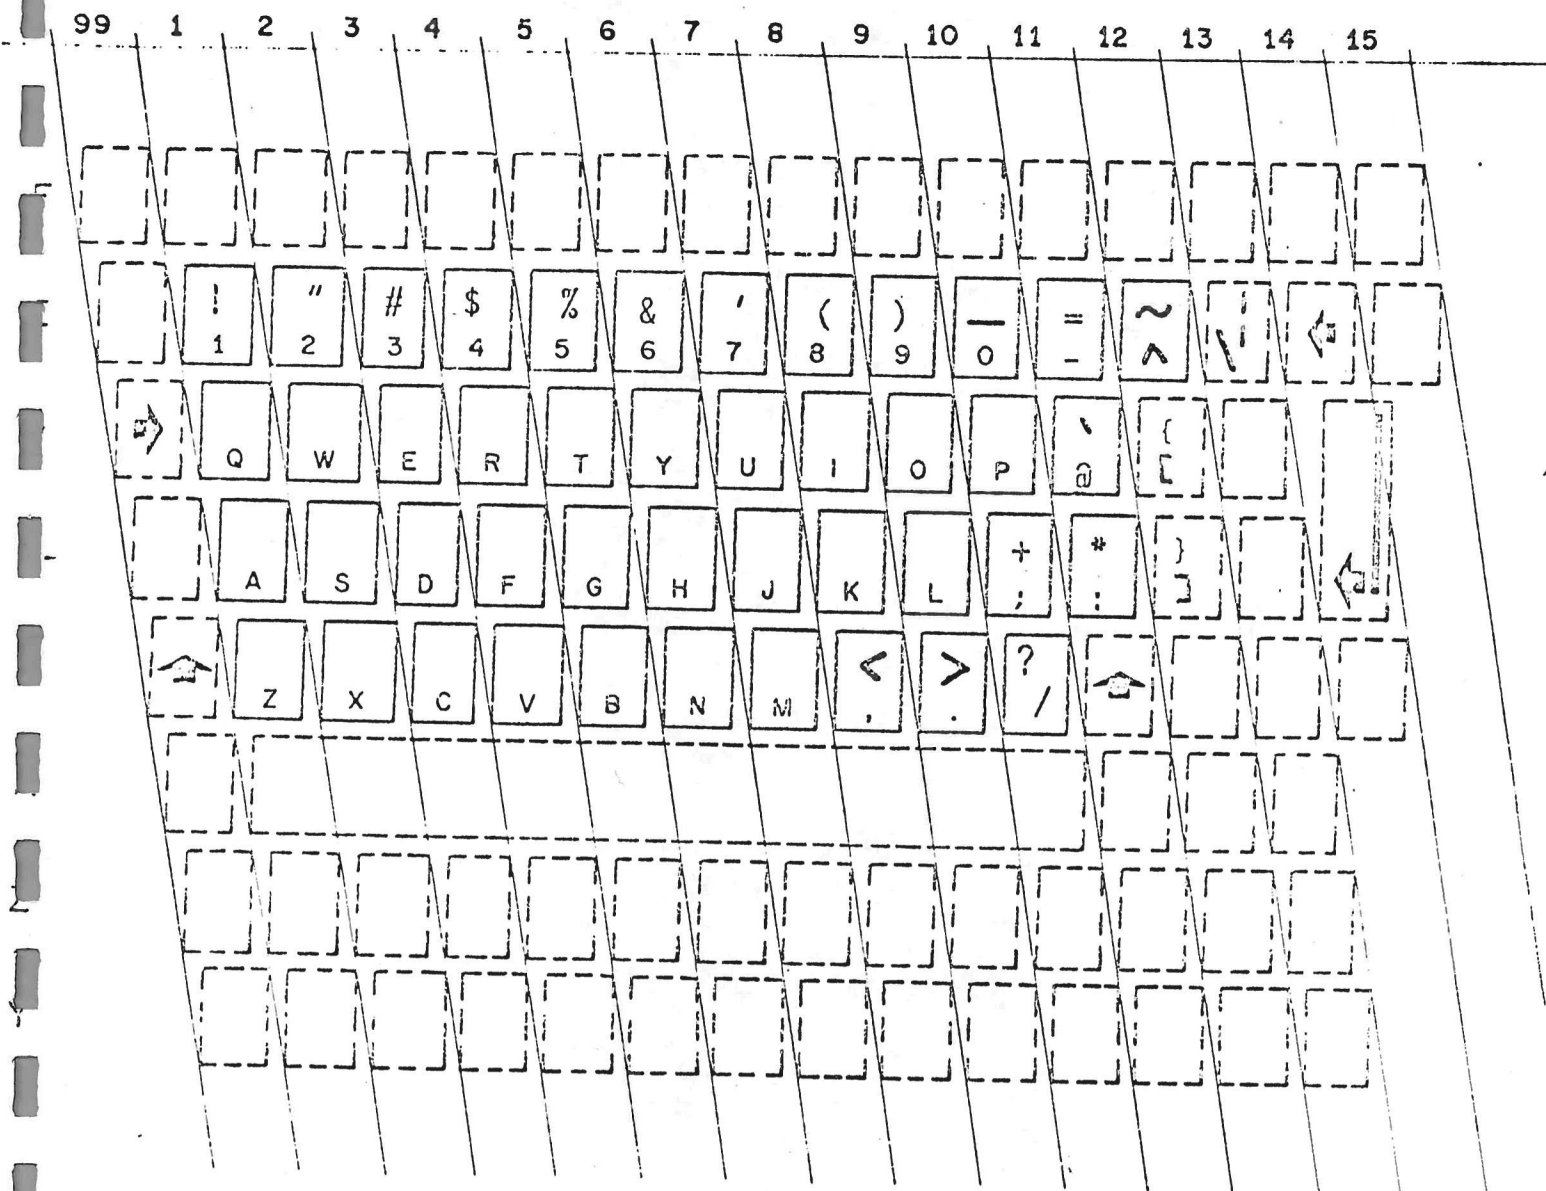 99 1 2 3 4 5 6 7 8 9 10 11 12 13 14 15
! " # $ % & ' ( ) _ = ~ |
1 2 3 4 5 6 7 8 9 0 - ^ \ ⇦
⇨ ` {
Q W E R T Y U I O P @ [
+ * }
A S D F G H J K L ; : ] ⇦
⇧ < > ? ⇧
Z X C V B N M , . /